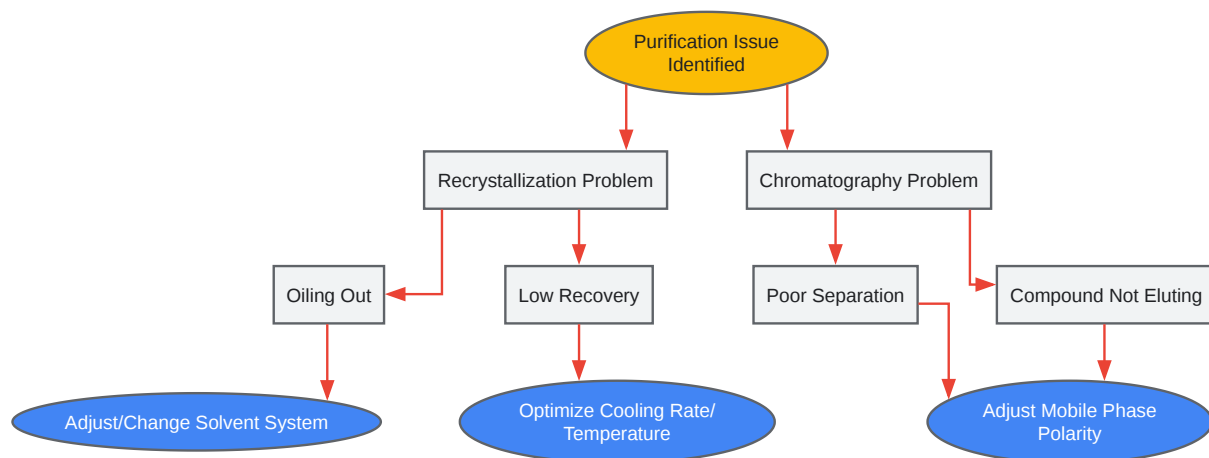 Purification Issue
Identified
Recrystallization Problem
Chromatography Problem
Oiling Out
Low Recovery
Poor Separation
Compound Not Eluting
Adjust/Change Solvent System
Optimize Cooling Rate/
Temperature
Adjust Mobile Phase
Polarity